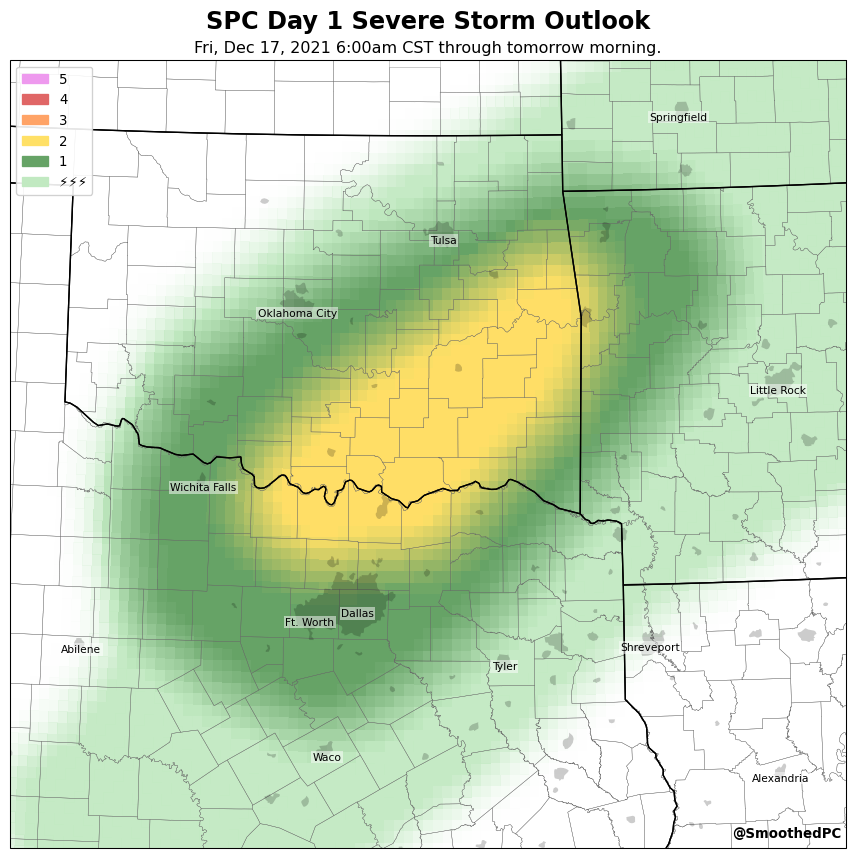 SPC Day 1 Severe Storm Outlook
Fri, Dec 17, 2021 6:00am CST through tomorrow morning.
5
4
3
2
1
⚡⚡⚡
Springfield
Tulsa
Oklahoma City
Little Rock
Wichita Falls
Dallas
Ft. Worth
Abilene
Shreveport
Tyler
Waco
Alexandria
@SmoothedPC